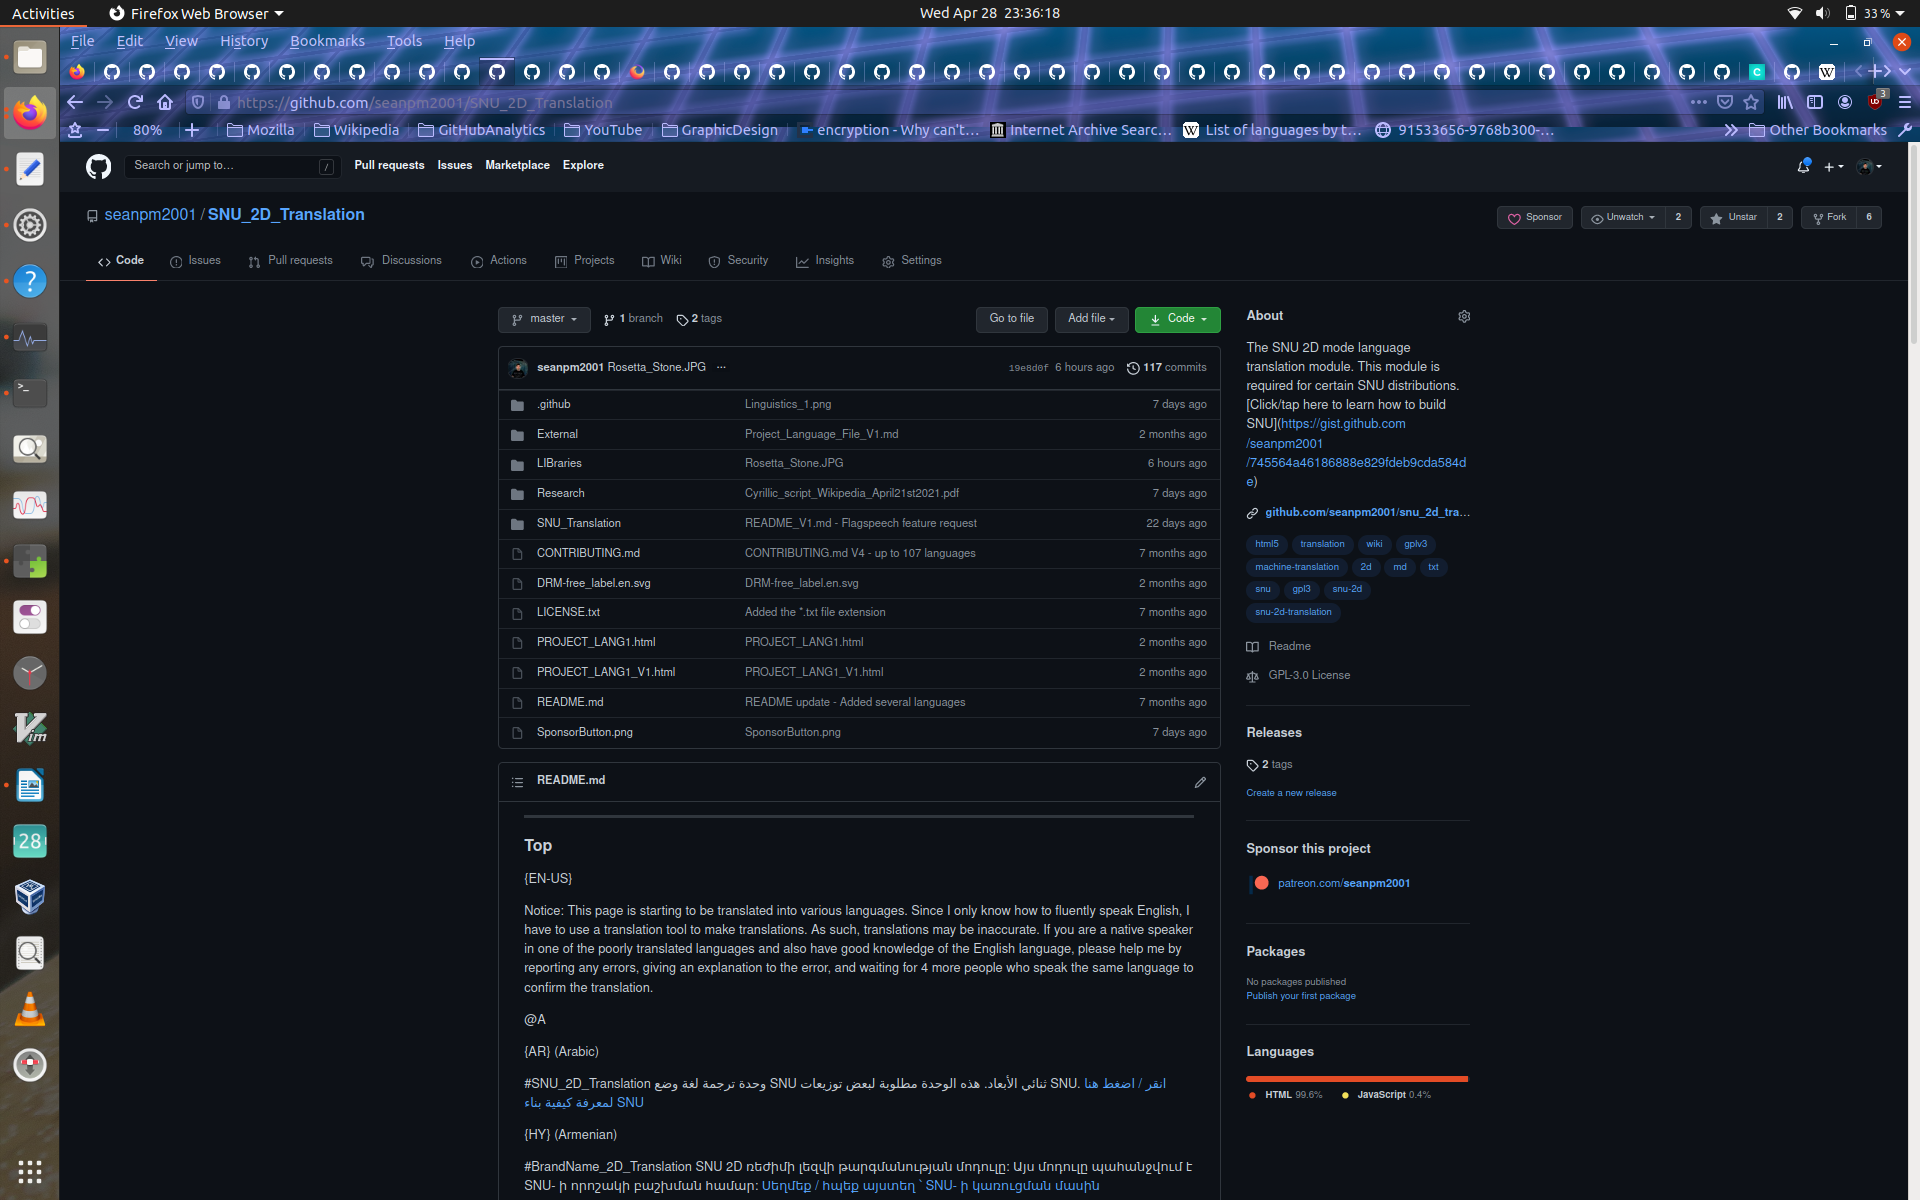 Activities
Firefox Web Browser
Wed Apr 28 23:36:18
33 %
File Edit View History Bookmarks Tools Help
https://github.com/seanpm2001/SNU_2D_Translation
3
80%
Mozilla
Wikipedia
GitHubAnalytics
YouTube
GraphicDesign
encryption - Why can't…
Internet Archive Searc…
List of languages by t…
91533656-9768b300-…
Other Bookmarks
Search or jump to…
/
Pull requests Issues Marketplace Explore
seanpm2001 / SNU_2D_Translation
Sponsor
Unwatch 2
Unstar 2
Fork 6
Code
Issues
Pull requests
Discussions
Actions
Projects
Wiki
Security
Insights
Settings
master
1 branch
2 tags
Go to file
Add file
Code
seanpm2001 Rosetta_Stone.JPG ... 19e8d0f 6 hours ago 117 commits
.github Linguistics_1.png 7 days ago
External Project_Language_File_V1.md 2 months ago
LIBraries Rosetta_Stone.JPG 6 hours ago
Research Cyrillic_script_Wikipedia_April21st2021.pdf 7 days ago
SNU_Translation README_V1.md - Flagspeech feature request 22 days ago
CONTRIBUTING.md CONTRIBUTING.md V4 - up to 107 languages 7 months ago
DRM-free_label.en.svg DRM-free_label.en.svg 2 months ago
LICENSE.txt Added the *.txt file extension 7 months ago
PROJECT_LANG1.html PROJECT_LANG1.html 2 months ago
PROJECT_LANG1_V1.html PROJECT_LANG1_V1.html 2 months ago
README.md README update - Added several languages 7 months ago
SponsorButton.png SponsorButton.png 7 days ago
README.md
Top
{EN-US}
Notice: This page is starting to be translated into various languages. Since I only know how to fluently speak English, I
have to use a translation tool to make translations. As such, translations may be inaccurate. If you are a native speaker
in one of the poorly translated languages and also have good knowledge of the English language, please help me by
reporting any errors, giving an explanation to the error, and waiting for 4 more people who speak the same language to
confirm the translation.
@A
{AR} (Arabic)
#SNU_2D_Translation وحدة ترجمة لغة وضع SNU ثنائي الأبعاد. هذه الوحدة مطلوبة لبعض توزيعات SNU. انقر / اضغط هنا
لمعرفة كيفية بناء SNU
{HY} (Armenian)
#BrandName_2D_Translation SNU 2D ռեժիմի լեզվի թարգմանության մոդուլը: Այս մոդուլը պահանջվում է
SNU- ի որոշակի բաշխման համար: Սեղմեք / հպեք այստեղ ՝ SNU- ի կառուցման մասին
About
The SNU 2D mode language
translation module. This module is
required for certain SNU distributions.
[Click/tap here to learn how to build
SNU](https://gist.github.com
/seanpm2001
/745564a46186888e829fdeb9cda584d
e)
github.com/seanpm2001/snu_2d_tra…
html5 translation wiki gplv3
machine-translation 2d md txt
snu gpl3 snu-2d
snu-2d-translation
Readme
GPL-3.0 License
Releases
2 tags
Create a new release
Sponsor this project
patreon.com/seanpm2001
Packages
No packages published
Publish your first package
Languages
HTML 99.6% JavaScript 0.4%
28